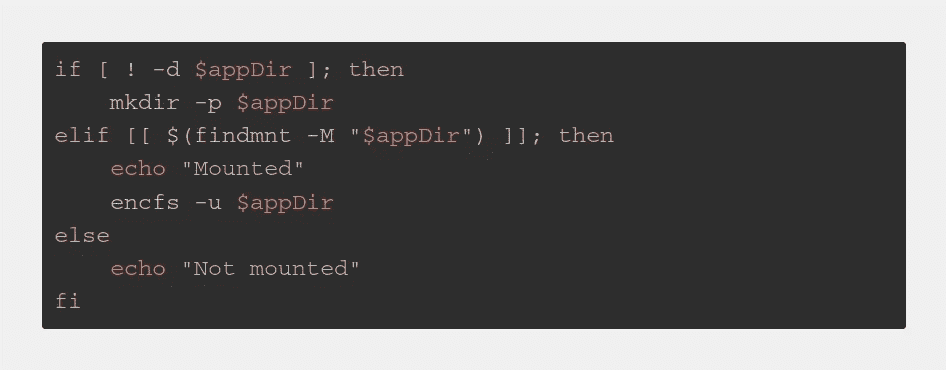 if [ ! -d $appDir ]; then
    mkdir -p $appDir
elif [[ $(findmnt -M "$appDir") ]]; then
    echo "Mounted"
    encfs -u $appDir
else
    echo "Not mounted"
fi